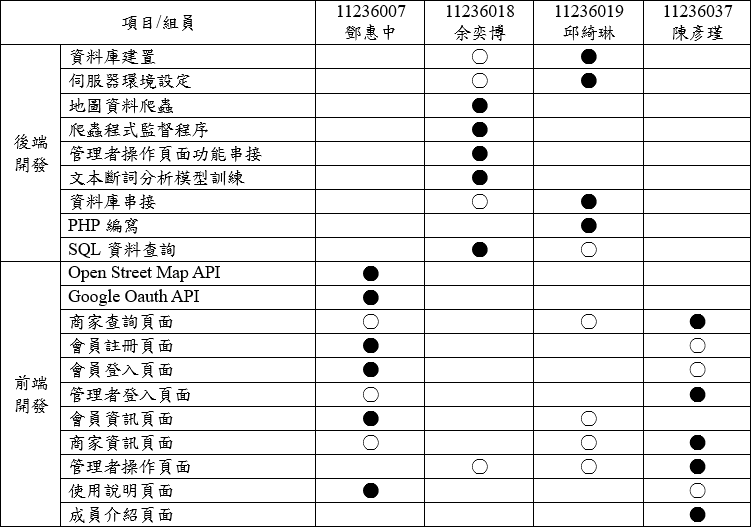 項目/組員 11236007 鄧惠中 11236018 余奕博 11236019 邱綺琳 11236037 陳彥瑾
後端開發
資料庫建置 ○ ●
伺服器環境設定 ○ ●
地圖資料爬蟲 ●
爬蟲程式監督程序 ●
管理者操作頁面功能串接 ●
文本斷詞分析模型訓練 ●
資料庫串接 ○ ●
PHP 編寫 ●
SQL 資料查詢 ● ○
前端開發
Open Street Map API ●
Google Oauth API ●
商家查詢頁面 ○ ○ ●
會員註冊頁面 ● ○
會員登入頁面 ● ○
管理者登入頁面 ○ ●
會員資訊頁面 ● ○
商家資訊頁面 ○ ○ ●
管理者操作頁面 ○ ○ ●
使用說明頁面 ● ○
成員介紹頁面 ●